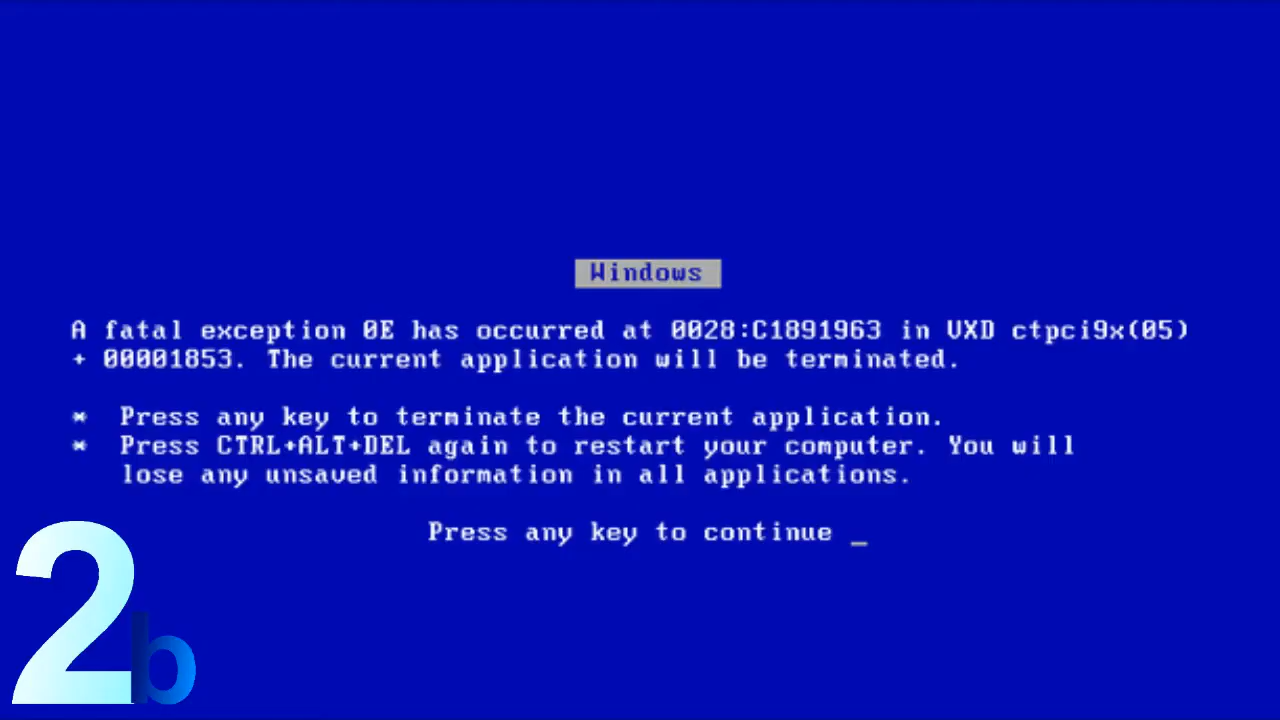 Windows
A fatal exception 0E has occurred at 0028:C1891963 in VXD ctpci9x(05)
+ 00001853. The current application will be terminated.
* Press any key to terminate the current application.
* Press CTRL+ALT+DEL again to restart your computer. You will
lose any unsaved information in all applications.
Press any key to continue _
2b